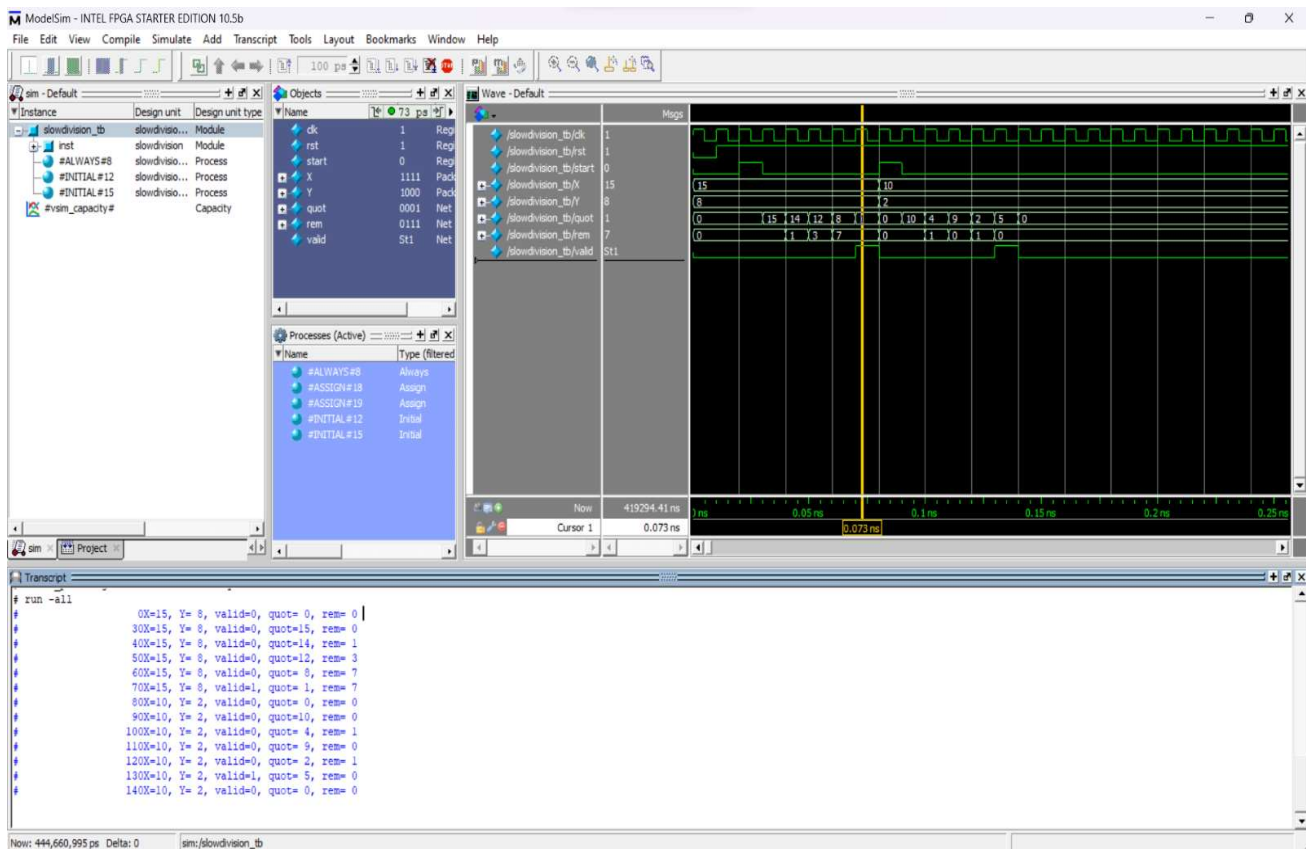 ModelSim - INTEL FPGA STARTER EDITION 10.5b
File Edit View Compile Simulate Add Transcript Tools Layout Bookmarks Window Help
100 ps
sim - Default
Instance Design unit Design unit type
slowdivision_tb slowdivisio... Module
inst slowdivision Module
#ALWAYS#8 slowdivisio... Process
#INITIAL#12 slowdivisio... Process
#INITIAL#15 slowdivisio... Process
#vsim_capacity# Capacity
sim Project
Objects
Name 73 ps
clk 1 Regi
rst 1 Regi
start 0 Regi
X 1111 Pack
Y 1000 Pack
quot 0001 Net
rem 0111 Net
valid St1 Net
Processes (Active)
Name Type (filtered
#ALWAYS#8 Always
#ASSIGN#18 Assign
#ASSIGN#19 Assign
#INITIAL#12 Initial
#INITIAL#15 Initial
Wave - Default
Msgs
/slowdivision_tb/clk 1
/slowdivision_tb/rst 1
/slowdivision_tb/start 0
/slowdivision_tb/X 15 15 10
/slowdivision_tb/Y 8 8 2
/slowdivision_tb/quot 1 0 15 14 12 8 0 10 4 9 2 5 0
/slowdivision_tb/rem 7 0 1 3 7 0 1 0 1 0
/slowdivision_tb/valid St1
Now 419294.41 ns ns 0.05 ns 0.1 ns 0.15 ns 0.2 ns 0.25 ns
Cursor 1 0.073 ns 0.073 ns
Transcript
# run -all
# 0X=15, Y= 8, valid=0, quot= 0, rem= 0
# 30X=15, Y= 8, valid=0, quot=15, rem= 0
# 40X=15, Y= 8, valid=0, quot=14, rem= 1
# 50X=15, Y= 8, valid=0, quot=12, rem= 3
# 60X=15, Y= 8, valid=0, quot= 8, rem= 7
# 70X=15, Y= 8, valid=1, quot= 1, rem= 7
# 80X=10, Y= 2, valid=0, quot= 0, rem= 0
# 90X=10, Y= 2, valid=0, quot=10, rem= 0
# 100X=10, Y= 2, valid=0, quot= 4, rem= 1
# 110X=10, Y= 2, valid=0, quot= 9, rem= 0
# 120X=10, Y= 2, valid=0, quot= 2, rem= 1
# 130X=10, Y= 2, valid=1, quot= 5, rem= 0
# 140X=10, Y= 2, valid=0, quot= 0, rem= 0
Now: 444,660,995 ps Delta: 0 sim:/slowdivision_tb